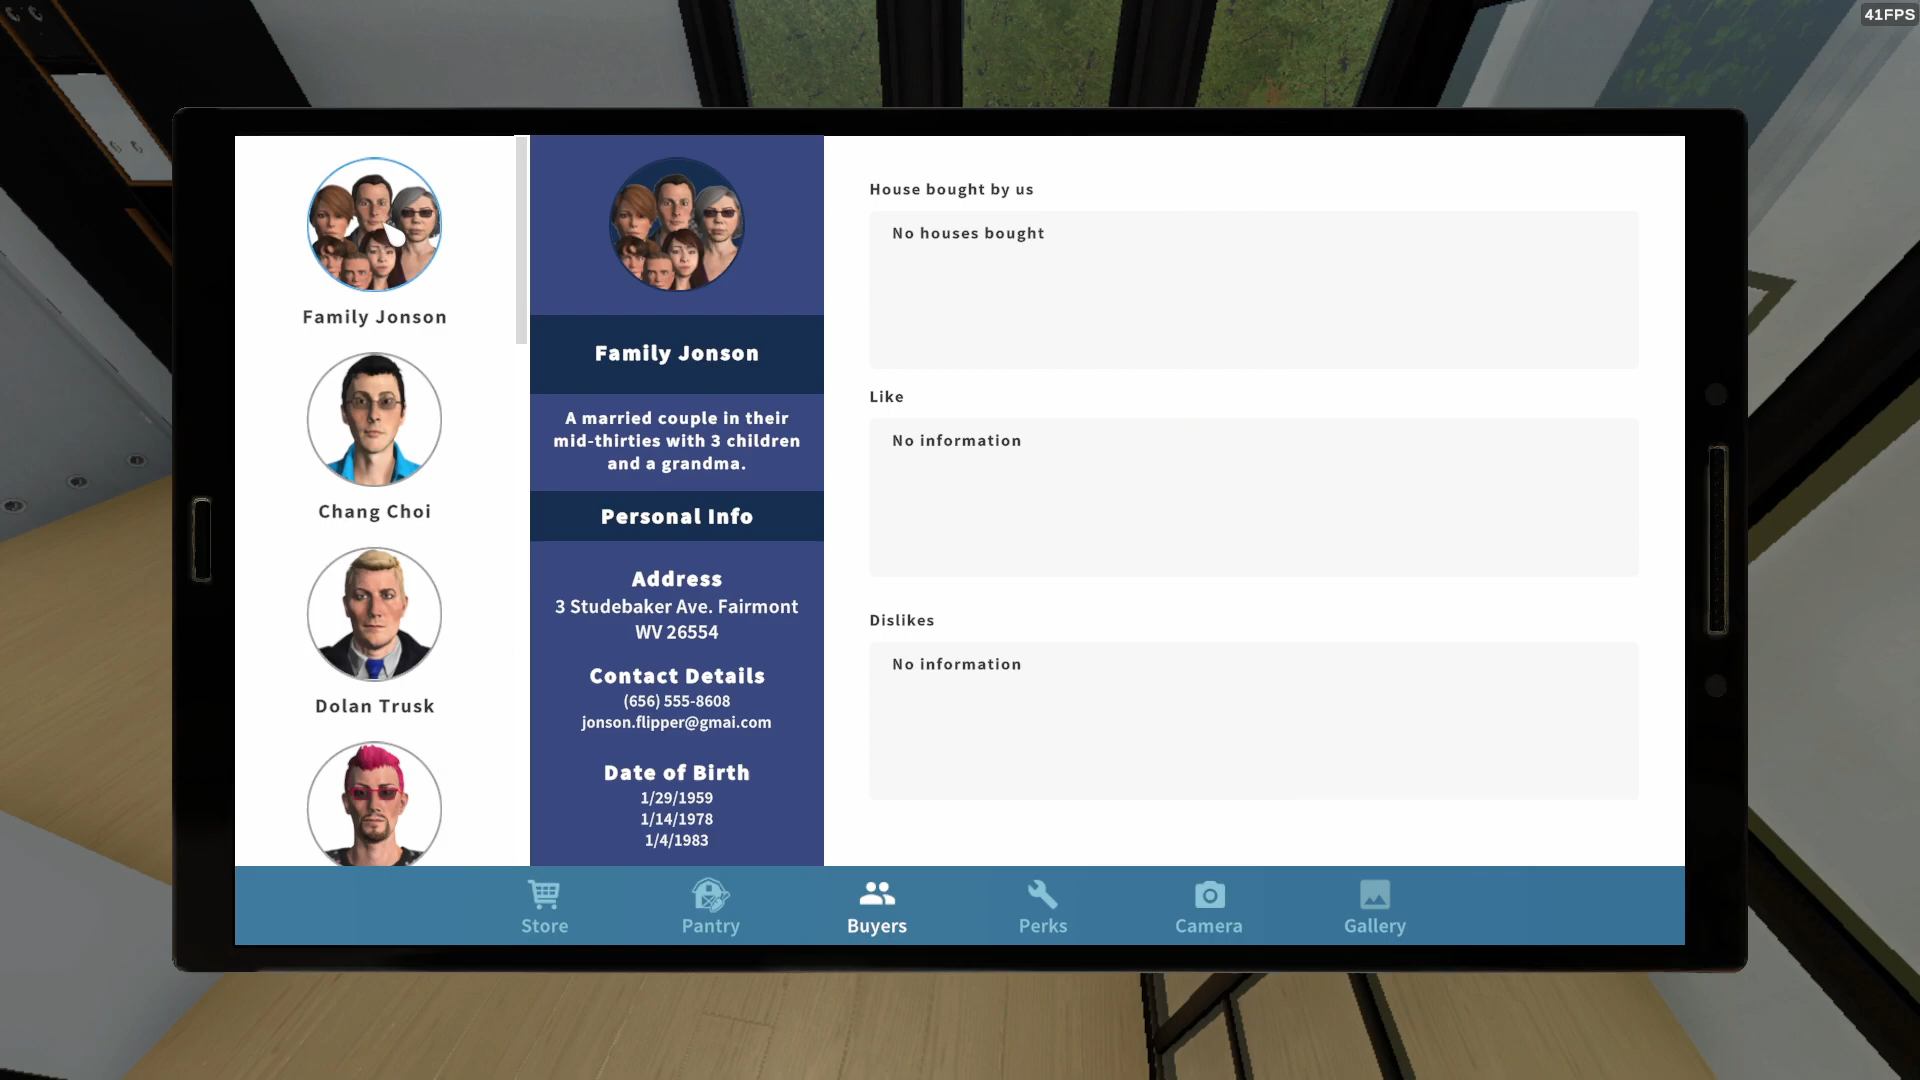 41FPS
Family Jonson
Chang Choi
Dolan Trusk
Family Jonson
A married couple in their
mid-thirties with 3 children
and a grandma.
Personal Info
Address
3 Studebaker Ave. Fairmont
WV 26554
Contact Details
(656) 555-8608
jonson.flipper@gmai.com
Date of Birth
1/29/1959
1/14/1978
1/4/1983
House bought by us
No houses bought
Like
No information
Dislikes
No information
Store
Pantry
Buyers
Perks
Camera
Gallery